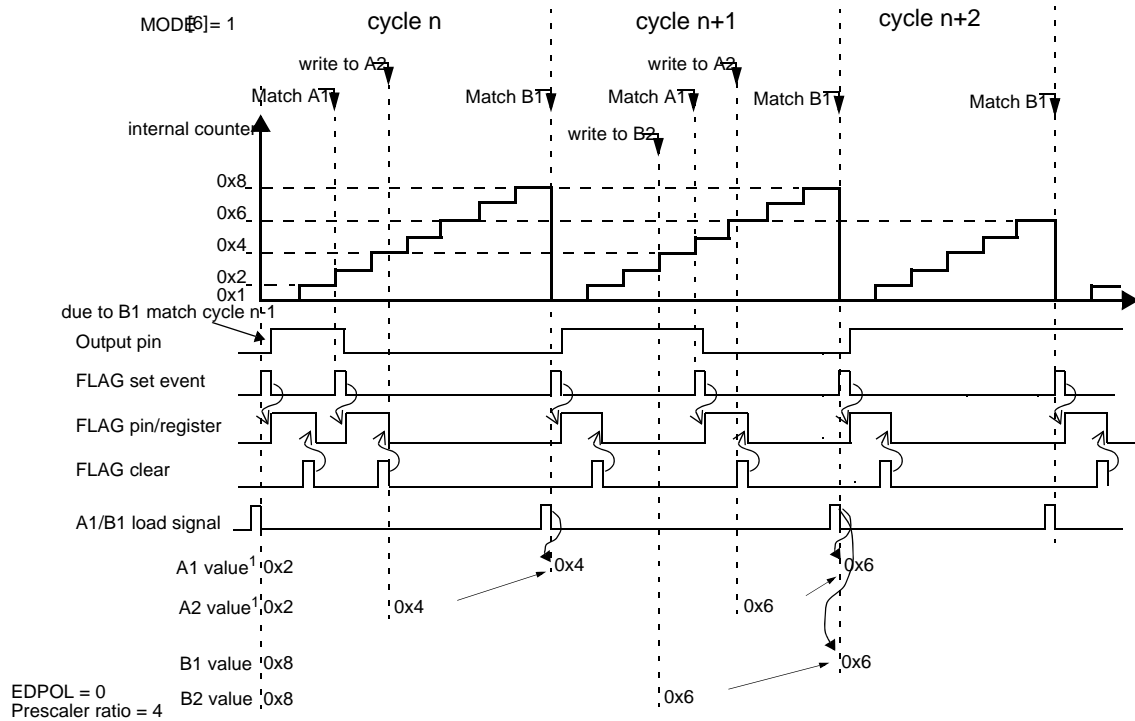 MODE[6]= 1
cycle n
cycle n+1
cycle n+2
write to A2
write to A2
Match A1
Match B1
Match A1
Match B1
Match B1
internal counter
write to B2
0x8
0x6
0x4
0x2
0x1
due to B1 match cycle n-1
Output pin
FLAG set event
FLAG pin/register
FLAG clear
A1/B1 load signal
A1 value1 0x2
0x4
0x6
A2 value1 0x2
0x4
0x6
B1 value 0x8
0x6
B2 value 0x8
0x6
EDPOL = 0
Prescaler ratio = 4